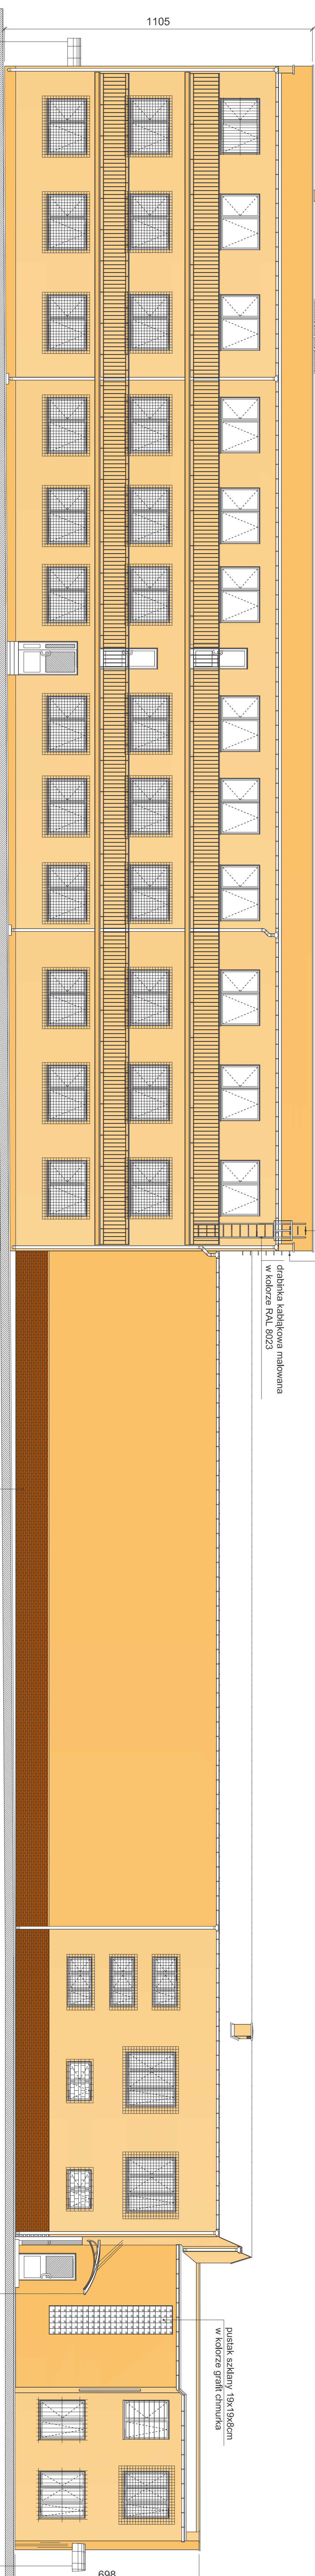 1105
drabinka kabłąkowa malowana
w kolorze RAL 8023
pustak szklany 19x19x8cm
w kolorze grafit chmurka
698